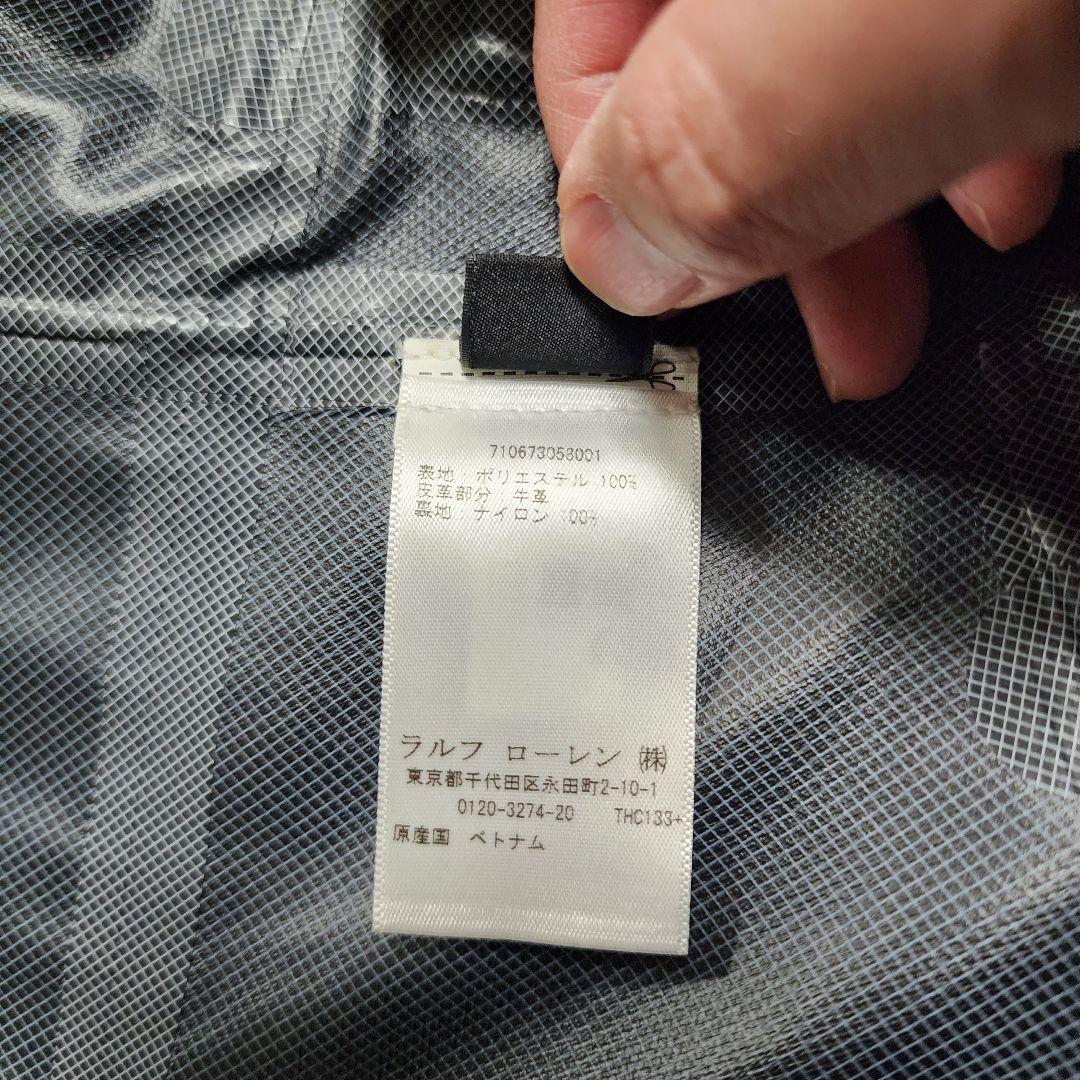 710673058001
表地 ポリエステル 100%
皮革部分 牛革
裏地 ナイロン 100%
ラルフ ローレン ㈱
東京都千代田区永田町2-10-1
0120-3274-20 THC133+
原産国 ベトナム